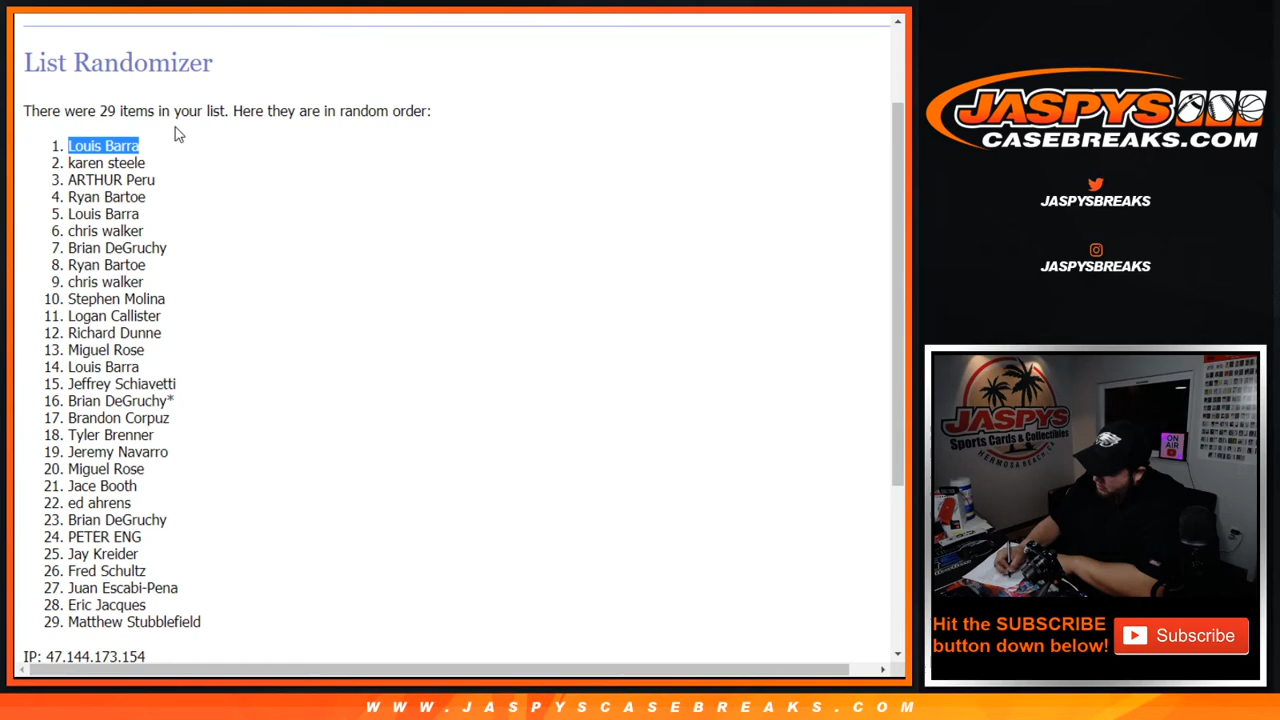 List Randomizer
There were 29 items in your list. Here they are in random order:
1. Louis Barra
2. karen steele
3. ARTHUR Peru
4. Ryan Bartoe
5. Louis Barra
6. chris walker
7. Brian DeGruchy
8. Ryan Bartoe
9. chris walker
10. Stephen Molina
11. Logan Callister
12. Richard Dunne
13. Miguel Rose
14. Louis Barra
15. Jeffrey Schiavetti
16. Brian DeGruchy*
17. Brandon Corpuz
18. Tyler Brenner
19. Jeremy Navarro
20. Miguel Rose
21. Jace Booth
22. ed ahrens
23. Brian DeGruchy
24. PETER ENG
25. Jay Kreider
26. Fred Schultz
27. Juan Escabi-Pena
28. Eric Jacques
29. Matthew Stubblefield
IP: 47.144.173.154
JASPYS
CASEBREAKS.COM
JASPYSBREAKS
JASPYSBREAKS
JASPYS
Sports Cards & Collectibles
HERMOSA BEACH, CA
ON
AIR
Hit the SUBSCRIBE
button down below!
Subscribe
WWW.JASPYSCASEBREAKS.COM